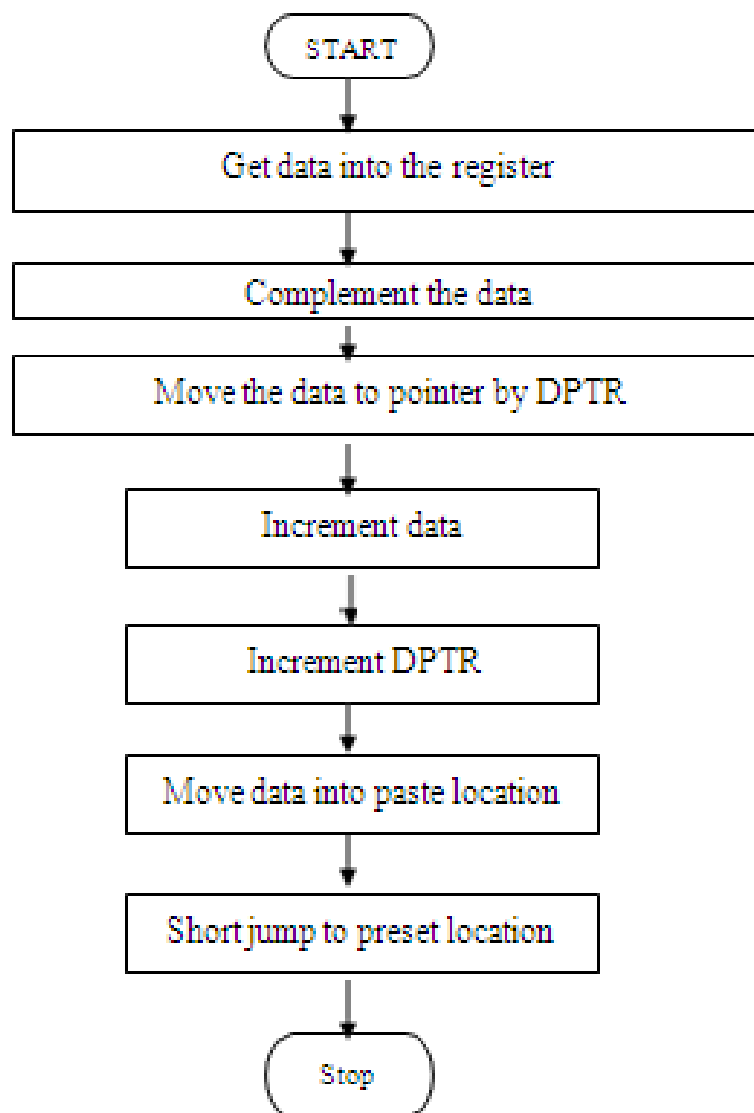 START
Get data into the register
Complement the data
Move the data to pointer by DPTR
Increment data
Increment DPTR
Move data into paste location
Short jump to preset location
Stop